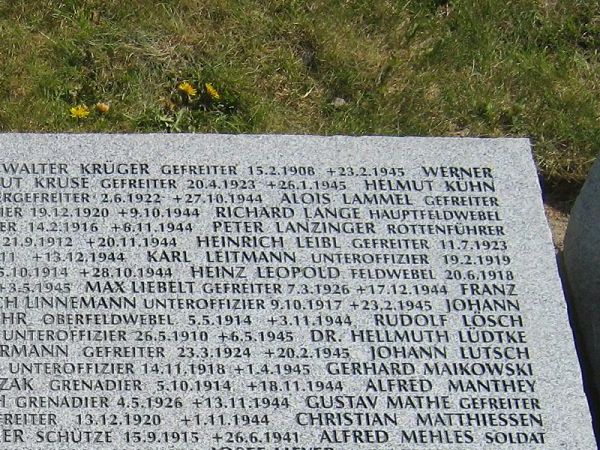 WALTER KRÜGER GEFREITER 15.2.1908 +23.2.1945 WERNER
UT KRUSE GEFREITER 20.4.1923 +26.1.1945 HELMUT KÜHN
ERGEFREITER 2.6.1922 +27.10.1944 ALOIS LAMMEL GEFREITER
IER 19.12.1920 +9.10.1944 RICHARD LANGE HAUPTFELDWEBEL
ER 14.2.1916 +6.11.1944 PETER LANZINGER ROTTENFÜHRER
21.9.1912 +20.11.1944 HEINRICH LEIBL GEFREITER 11.7.1923
11 +13.12.1944 KARL LEITMANN UNTEROFFIZIER 19.2.1919
5.10.1914 +28.10.1944 HEINZ LEOPOLD FELDWEBEL 20.6.1918
+3.5.1945 MAX LIEBELT GEFREITER 7.3.1926 +17.12.1944 FRANZ
CH LINNEMANN UNTEROFFIZIER 9.10.1917 +23.2.1945 JOHANN
HR OBERFELDWEBEL 5.5.1914 +3.11.1944 RUDOLF LÖSCH
UNTEROFFIZIER 26.5.1910 +6.5.1945 DR. HELLMUTH LÜDTKE
RMANN GEFREITER 23.3.1924 +20.2.1945 JOHANN LUTSCH
UNTEROFFIZIER 14.11.1918 +1.4.1945 GERHARD MAIKOWSKI
ZAK GRENADIER 5.10.1914 +18.11.1944 ALFRED MANTHEY
GRENADIER 4.5.1926 +13.11.1944 GUSTAV MATHE GEFREITER
FREITER 13.12.1920 +1.11.1944 CHRISTIAN MATTHIESSEN
ER SCHÜTZE 15.9.1915 +26.6.1941 ALFRED MEHLES SOLDAT